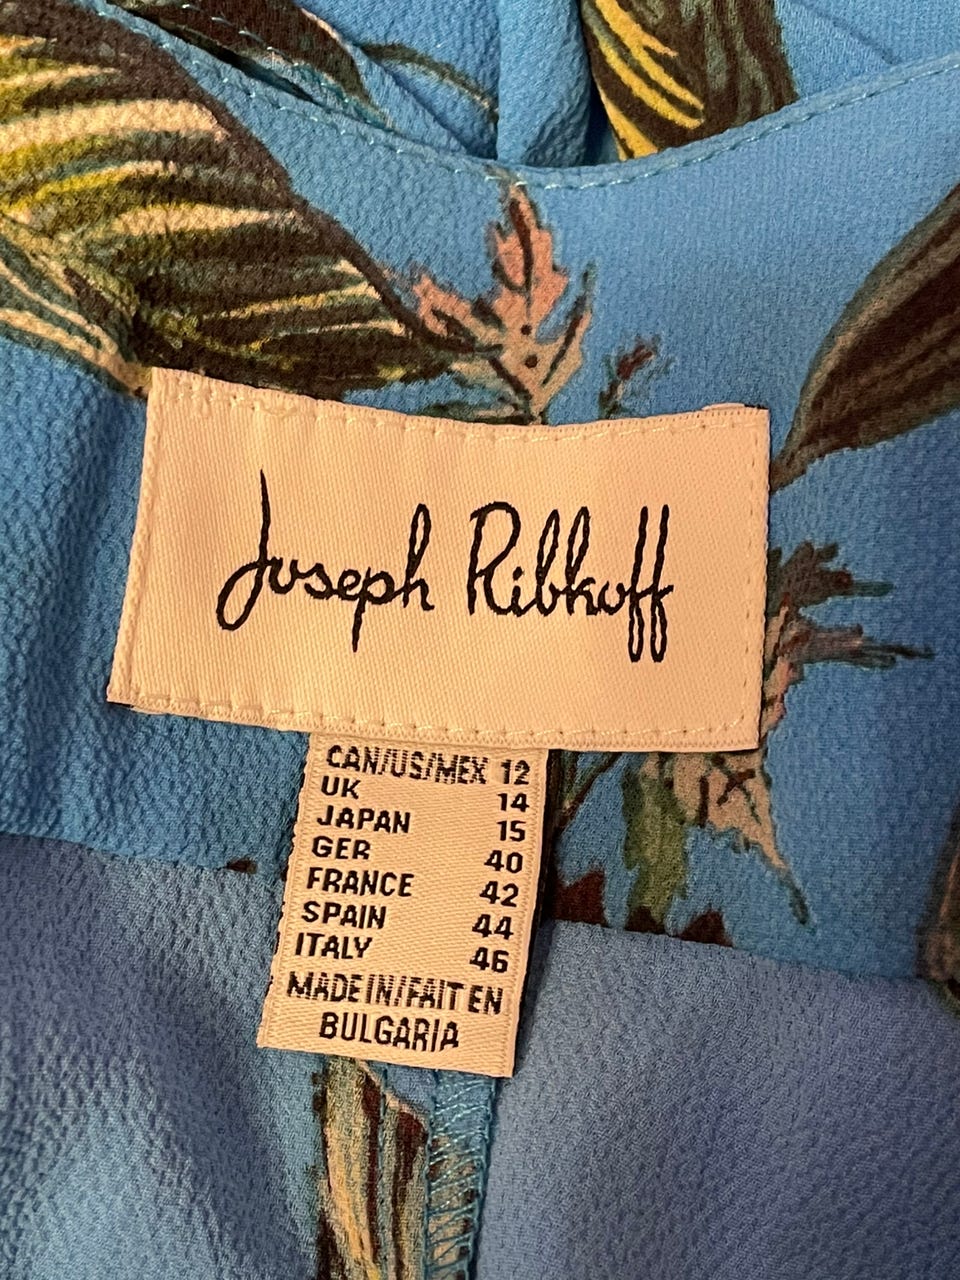 Joseph Ribkoff
CAN/US/MEX 12
UK 14
JAPAN 15
GER 40
FRANCE 42
SPAIN 44
ITALY 46
MADE IN/FAIT EN
BULGARIA